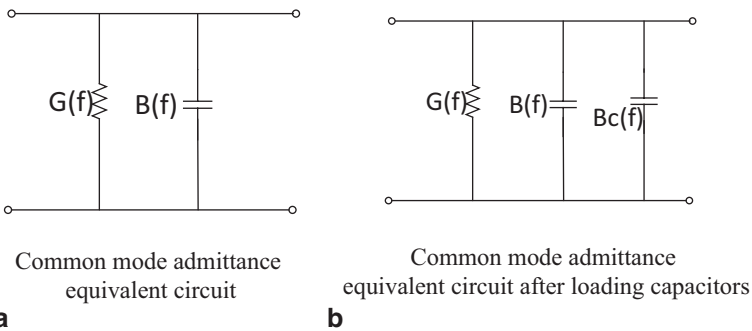 G(f)
B(f)
G(f)
B(f)
Bc(f)
Common mode admittance
equivalent circuit
Common mode admittance
equivalent circuit after loading capacitors
a
b